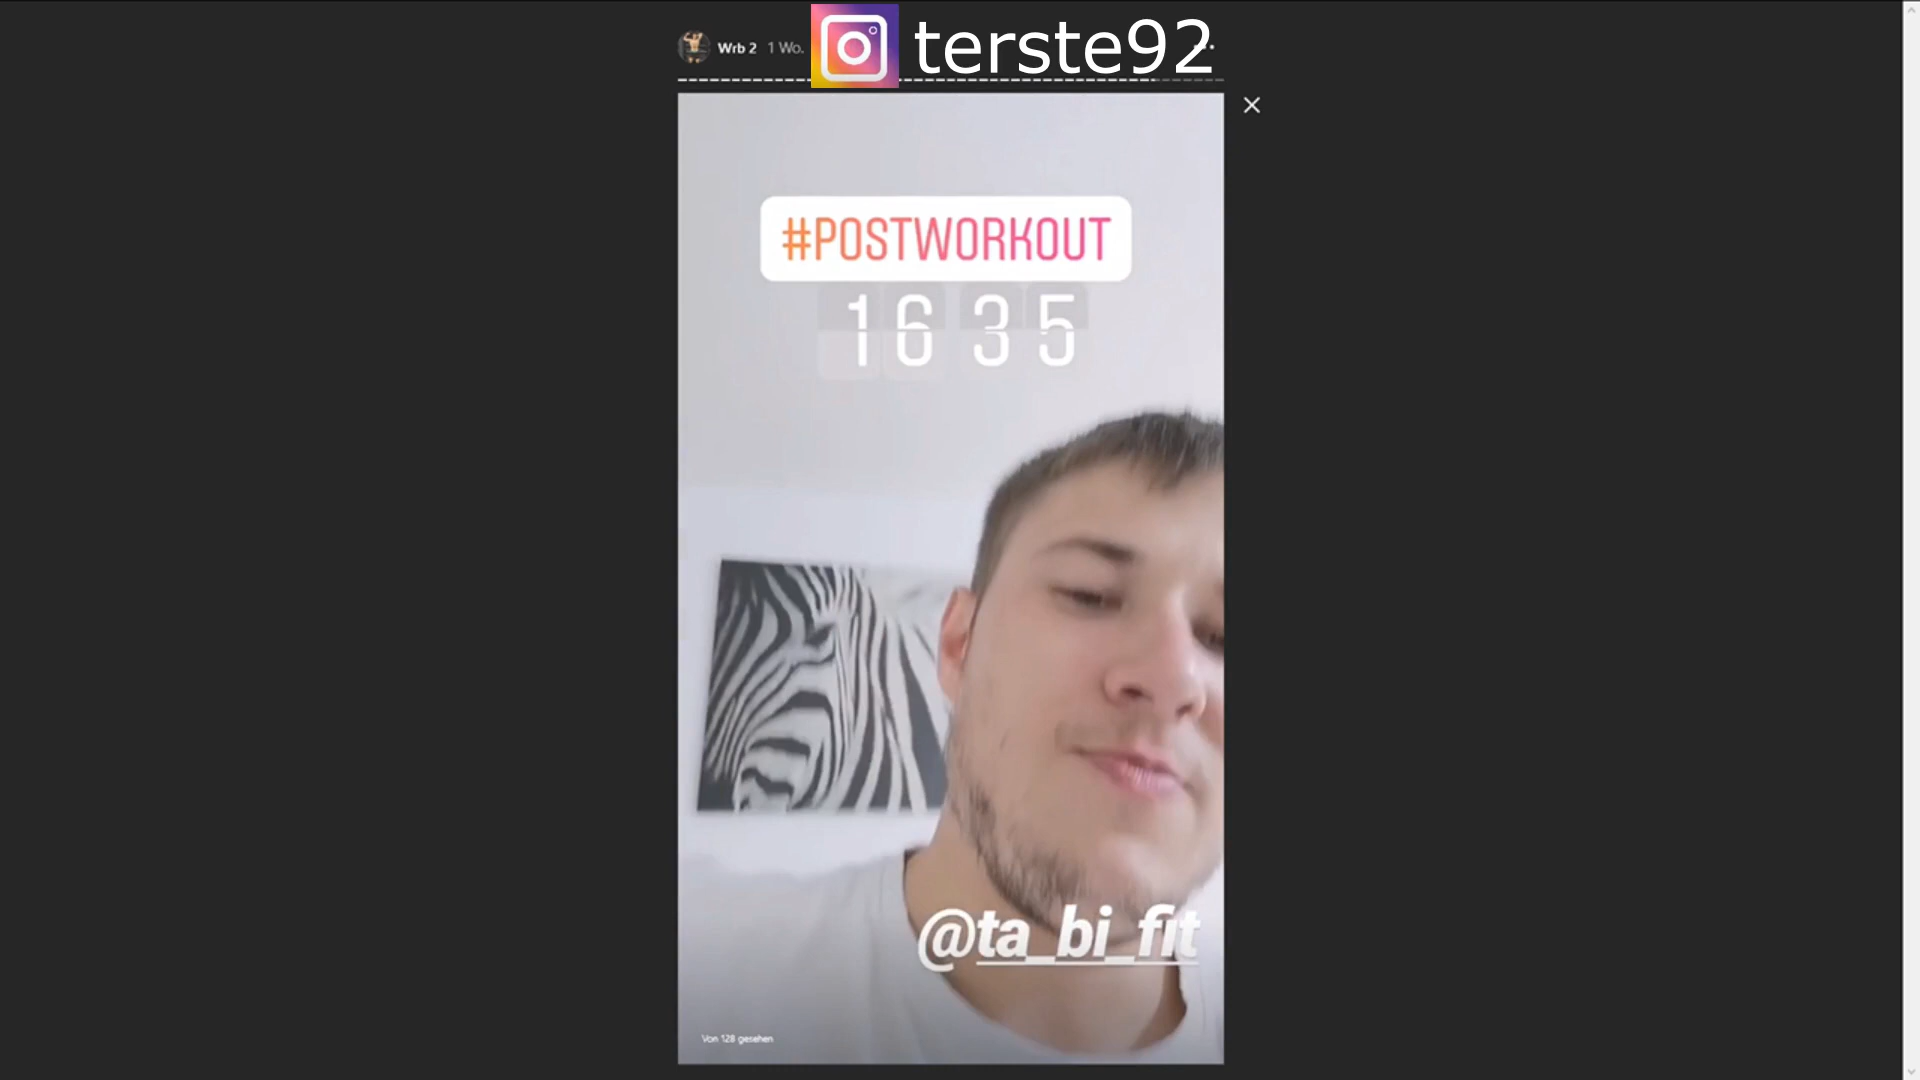 Wrb 2 1 Wo.
terste92
#POSTWORKOUT
16 35
@ta_bi_fit
Von 128 gesehen